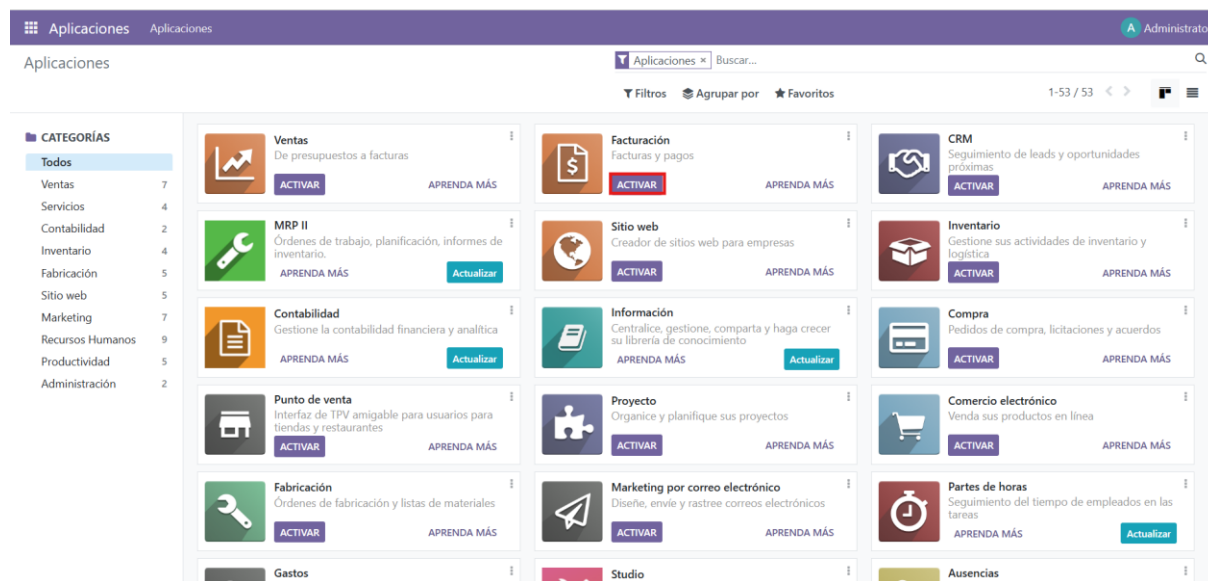 Aplicaciones Aplicaciones
A Administrato
Aplicaciones
Aplicaciones × Buscar...
Filtros Agrupar por Favoritos
1-53 / 53
CATEGORÍAS
Todos
Ventas 7
Servicios 4
Contabilidad 2
Inventario 4
Fabricación 5
Sitio web 5
Marketing 7
Recursos Humanos 9
Productividad 5
Administración 2
Ventas
De presupuestos a facturas
ACTIVAR APRENDA MÁS
Facturación
Facturas y pagos
ACTIVAR APRENDA MÁS
CRM
Seguimiento de leads y oportunidades
próximas
ACTIVAR APRENDA MÁS
MRP II
Órdenes de trabajo, planificación, informes de
inventario.
APRENDA MÁS Actualizar
Sitio web
Creador de sitios web para empresas
ACTIVAR APRENDA MÁS
Inventario
Gestione sus actividades de inventario y
logística
ACTIVAR APRENDA MÁS
Contabilidad
Gestione la contabilidad financiera y analítica
APRENDA MÁS Actualizar
Información
Centralice, gestione, comparta y haga crecer
su librería de conocimiento
APRENDA MÁS Actualizar
Compra
Pedidos de compra, licitaciones y acuerdos
ACTIVAR APRENDA MÁS
Punto de venta
Interfaz de TPV amigable para usuarios para
tiendas y restaurantes
ACTIVAR APRENDA MÁS
Proyecto
Organice y planifique sus proyectos
ACTIVAR APRENDA MÁS
Comercio electrónico
Venda sus productos en línea
ACTIVAR APRENDA MÁS
Fabricación
Órdenes de fabricación y listas de materiales
ACTIVAR APRENDA MÁS
Marketing por correo electrónico
Diseñe, envíe y rastree correos electrónicos
ACTIVAR APRENDA MÁS
Partes de horas
Seguimiento del tiempo de empleados en las
tareas
APRENDA MÁS Actualizar
Gastos
Studio
Ausencias